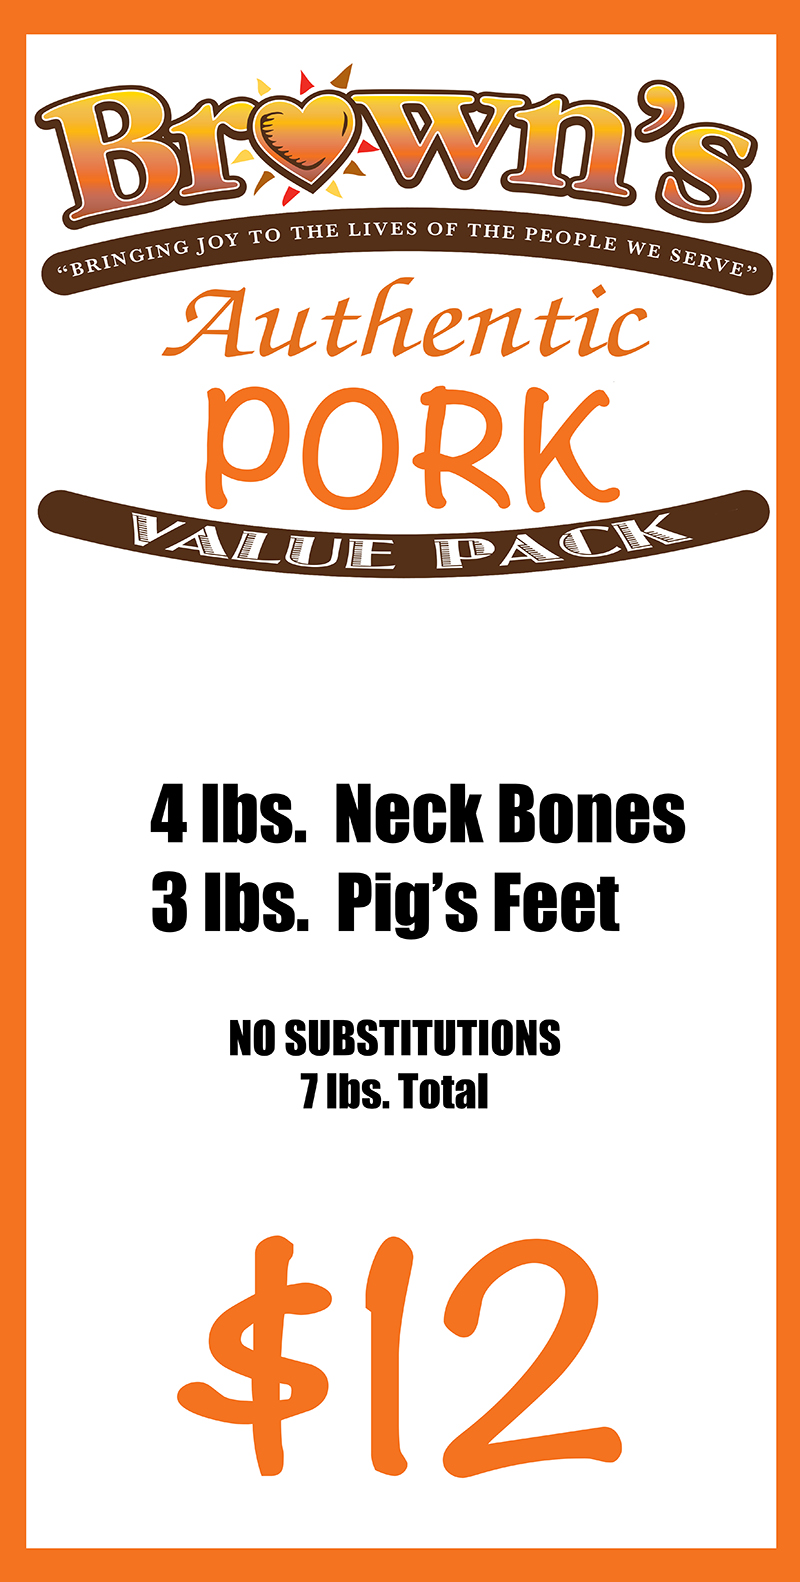 Brown's
“BRINGING JOY TO THE LIVES OF THE PEOPLE WE SERVE”
Authentic
PORK
VALUE PACK
4 lbs. Neck Bones
3 lbs. Pig’s Feet
NO SUBSTITUTIONS
7 lbs. Total
$12